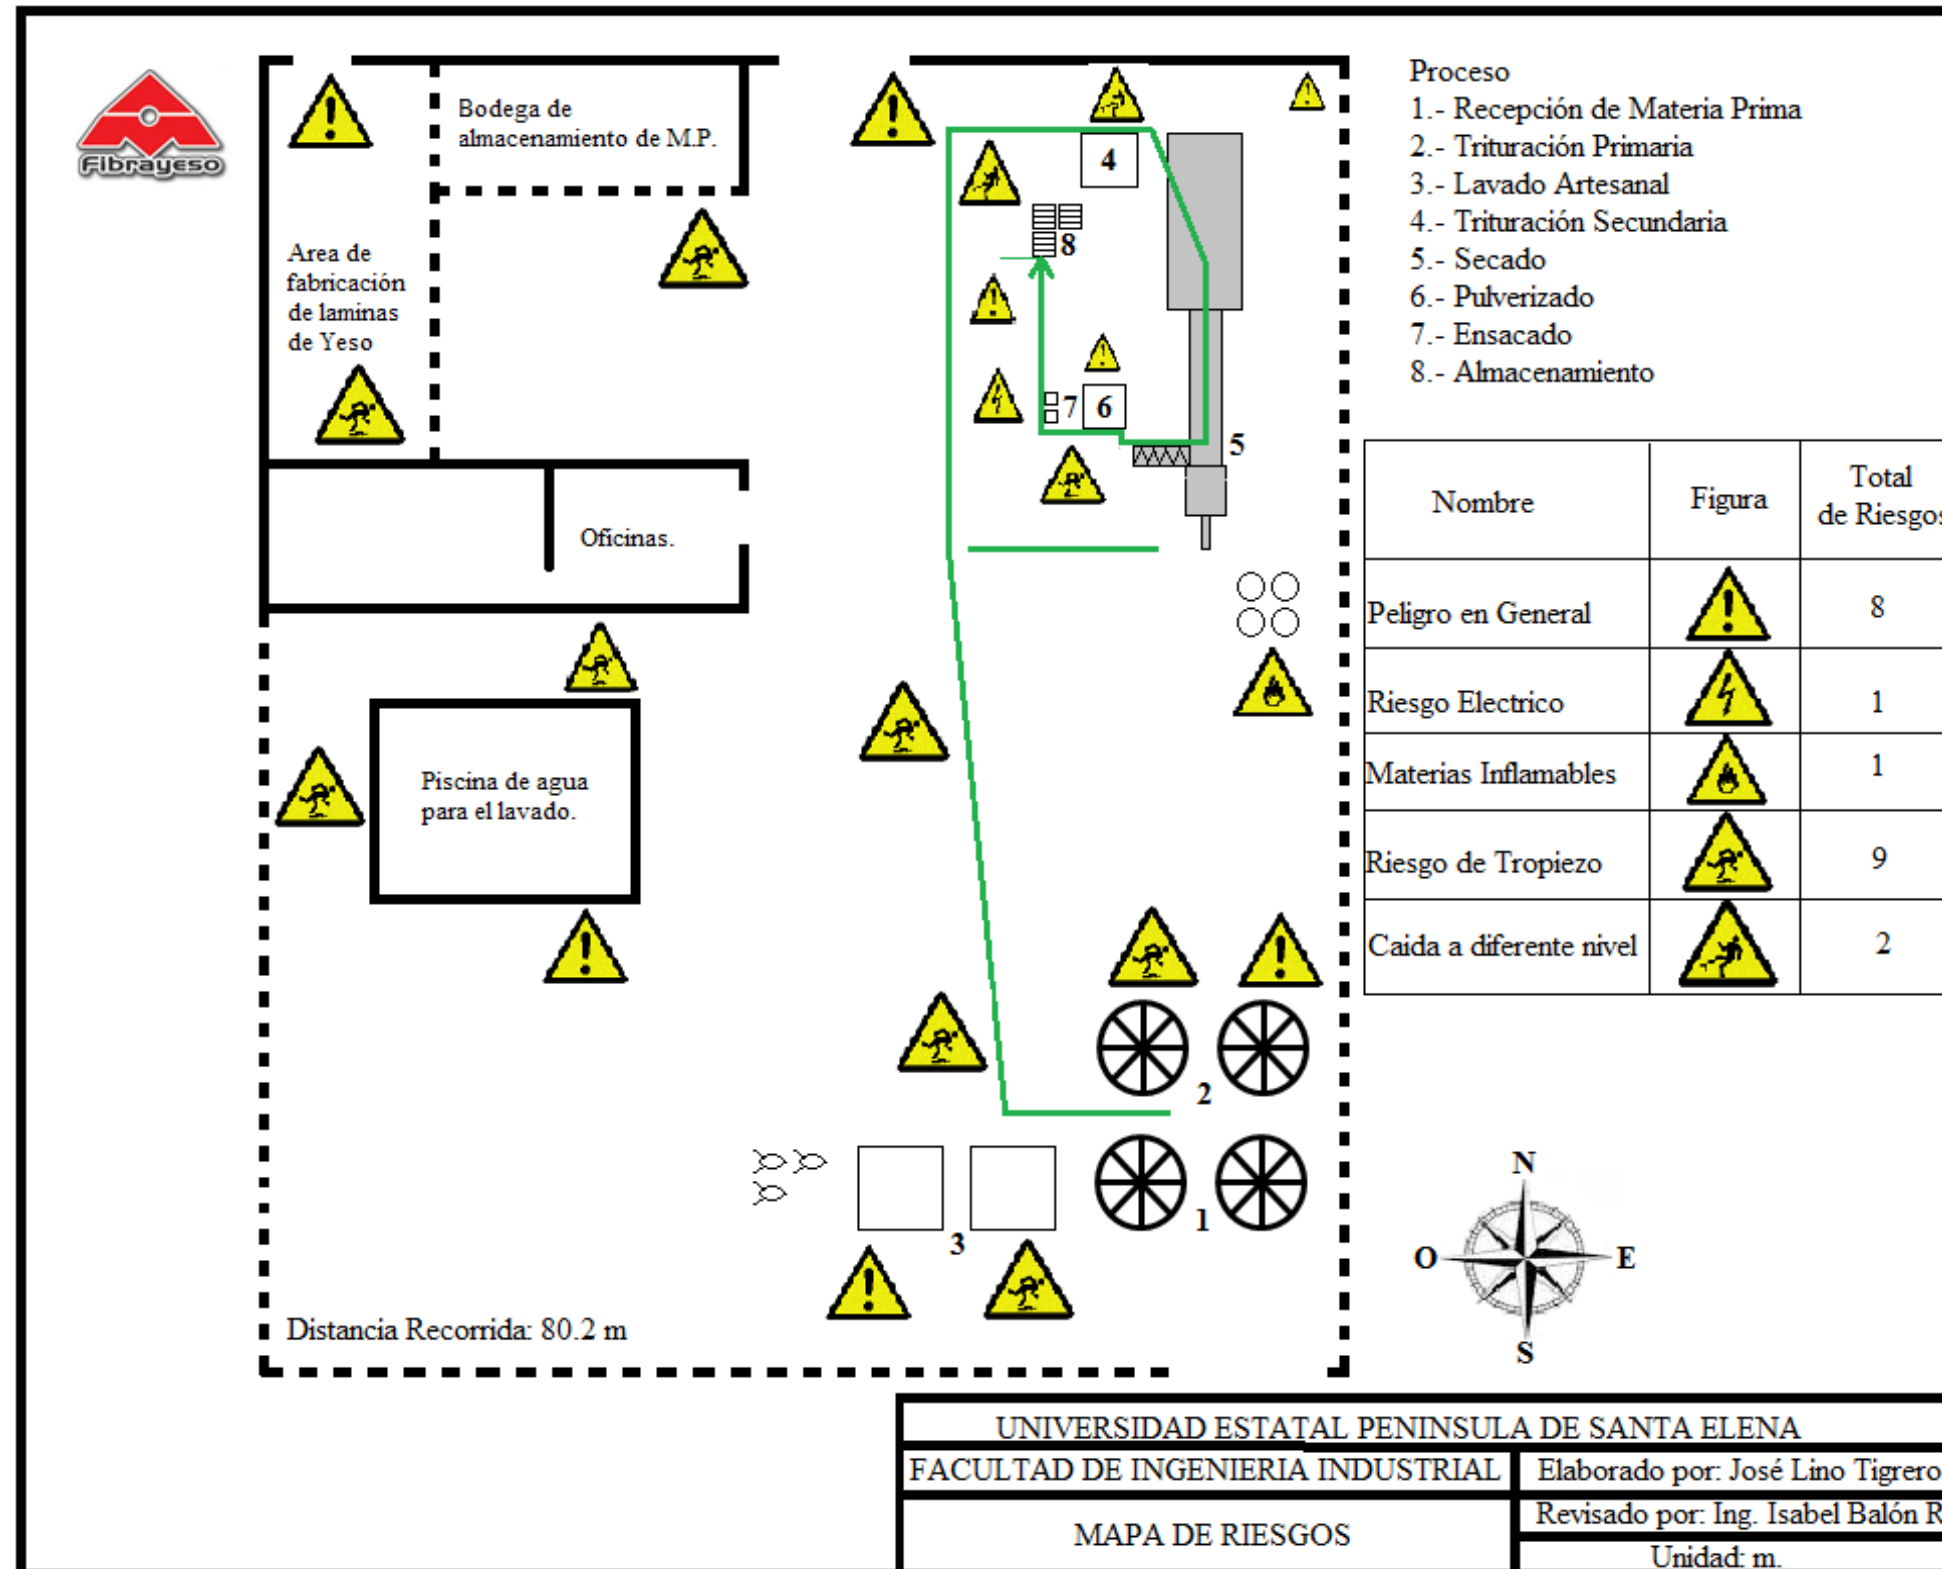 Fibrayeso
Bodega de
almacenamiento de M.P.
Area de
fabricación
de laminas
de Yeso
Oficinas.
Piscina de agua
para el lavado.
4
8
7
6
5
2
1
3
Distancia Recorrida: 80.2 m
Proceso
1.- Recepción de Materia Prima
2.- Trituración Primaria
3.- Lavado Artesanal
4.- Trituración Secundaria
5.- Secado
6.- Pulverizado
7.- Ensacado
8.- Almacenamiento
Nombre Figura Total
de Riesgos
Peligro en General 8
Riesgo Electrico 1
Materias Inflamables 1
Riesgo de Tropiezo 9
Caida a diferente nivel 2
N
O E
S
UNIVERSIDAD ESTATAL PENINSULA DE SANTA ELENA
FACULTAD DE INGENIERIA INDUSTRIAL Elaborado por: José Lino Tigrero
MAPA DE RIESGOS
Revisado por: Ing. Isabel Balón R
Unidad: m.